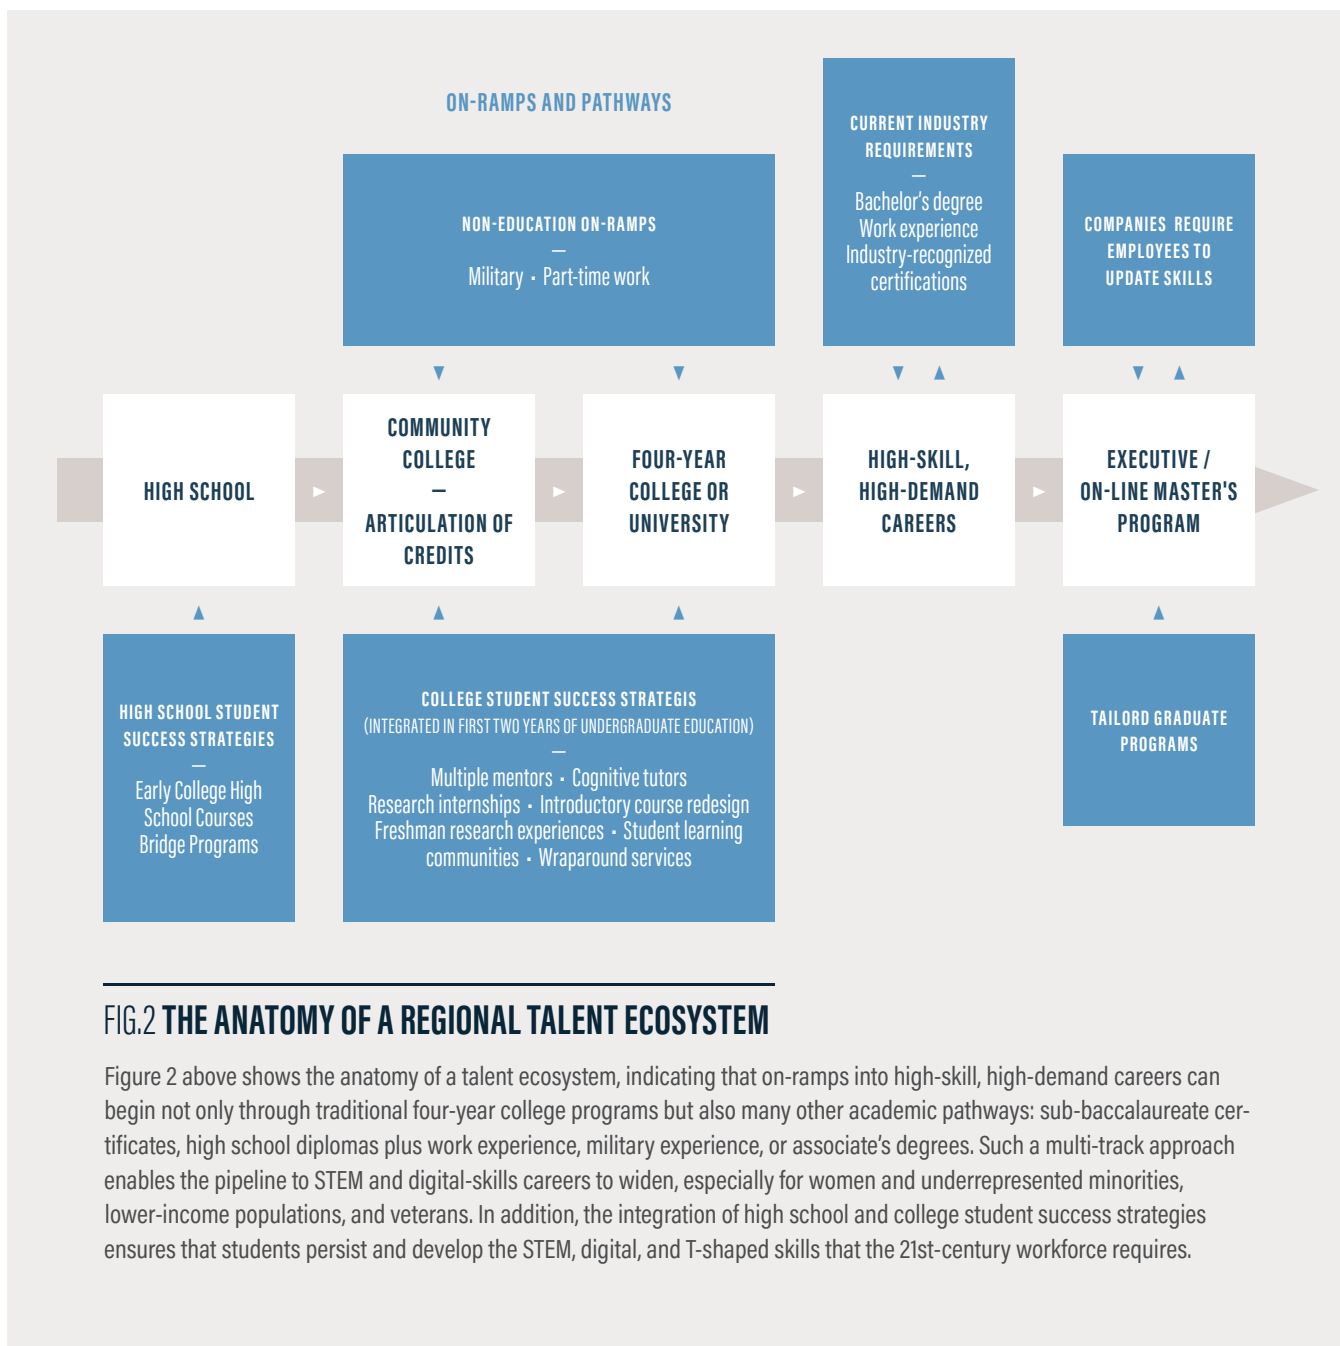 ON-RAMPS AND PATHWAYS
NON-EDUCATION ON-RAMPS
—
Military · Part-time work
CURRENT INDUSTRY
REQUIREMENTS
—
Bachelor's degree
Work experience
Industry-recognized
certifications
COMPANIES REQUIRE
EMPLOYEES TO
UPDATE SKILLS
HIGH SCHOOL
COMMUNITY
COLLEGE
—
ARTICULATION OF
CREDITS
FOUR-YEAR
COLLEGE OR
UNIVERSITY
HIGH-SKILL,
HIGH-DEMAND
CAREERS
EXECUTIVE /
ON-LINE MASTER'S
PROGRAM
HIGH SCHOOL STUDENT
SUCCESS STRATEGIES
—
Early College High
School Courses
Bridge Programs
COLLEGE STUDENT SUCCESS STRATEGIS
(INTEGRATED IN FIRST TWO YEARS OF UNDERGRADUATE EDUCATION)
—
Multiple mentors · Cognitive tutors
Research internships · Introductory course redesign
Freshman research experiences · Student learning
communities · Wraparound services
TAILORD GRADUATE
PROGRAMS
FIG.2 THE ANATOMY OF A REGIONAL TALENT ECOSYSTEM
Figure 2 above shows the anatomy of a talent ecosystem, indicating that on-ramps into high-skill, high-demand careers can
begin not only through traditional four-year college programs but also many other academic pathways: sub-baccalaureate cer-
tificates, high school diplomas plus work experience, military experience, or associate's degrees. Such a multi-track approach
enables the pipeline to STEM and digital-skills careers to widen, especially for women and underrepresented minorities,
lower-income populations, and veterans. In addition, the integration of high school and college student success strategies
ensures that students persist and develop the STEM, digital, and T-shaped skills that the 21st-century workforce requires.